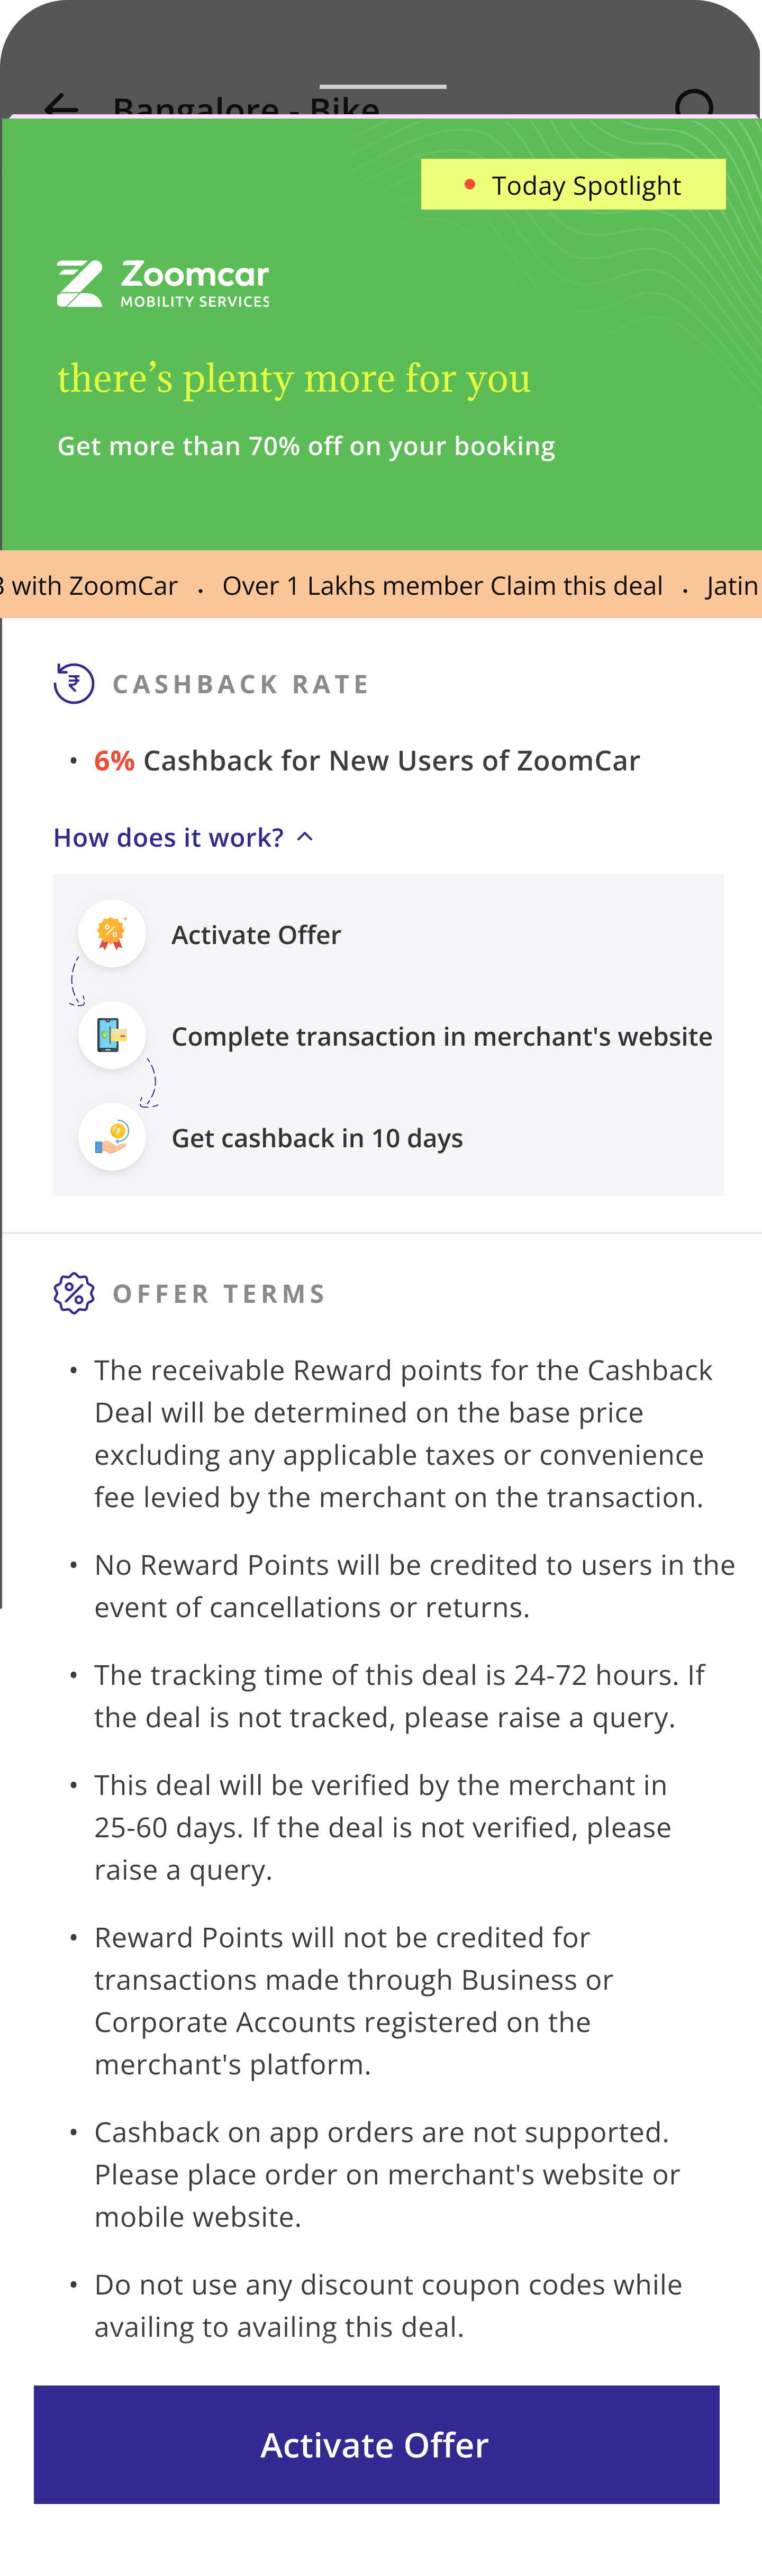 Bangalore - Bike
• Today Spotlight
Zoomcar
MOBILITY SERVICES
there’s plenty more for you
Get more than 70% off on your booking
with ZoomCar . Over 1 Lakhs member Claim this deal . Jatin
CASHBACK RATE
• 6% Cashback for New Users of ZoomCar
How does it work?
Activate Offer
Complete transaction in merchant's website
Get cashback in 10 days
OFFER TERMS
• The receivable Reward points for the Cashback
Deal will be determined on the base price
excluding any applicable taxes or convenience
fee levied by the merchant on the transaction.
• No Reward Points will be credited to users in the
event of cancellations or returns.
• The tracking time of this deal is 24-72 hours. If
the deal is not tracked, please raise a query.
• This deal will be verified by the merchant in
25-60 days. If the deal is not verified, please
raise a query.
• Reward Points will not be credited for
transactions made through Business or
Corporate Accounts registered on the
merchant's platform.
• Cashback on app orders are not supported.
Please place order on merchant's website or
mobile website.
• Do not use any discount coupon codes while
availing to availing this deal.
Activate Offer